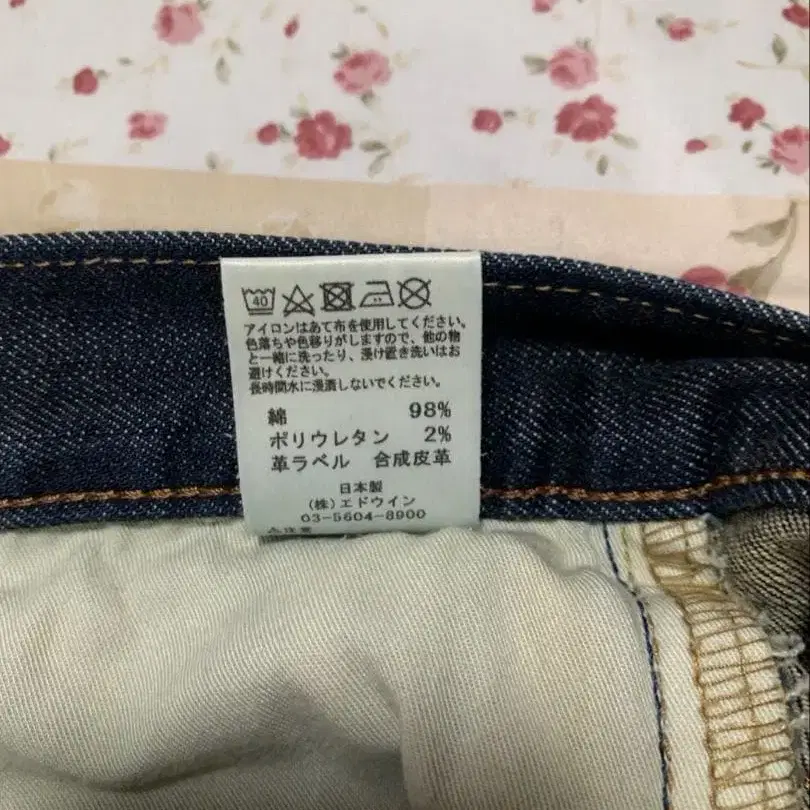 40
アイロンはあて布を使用してください。
色落ちや色移りがしますので、他の物
と一緒に洗ったり、浸け置き洗いはお
避けください。
長時間水に浸漬しないでください。
綿 98%
ポリウレタン 2%
革ラベル 合成皮革
日本製
(株)エドウイン
03-5604-8900